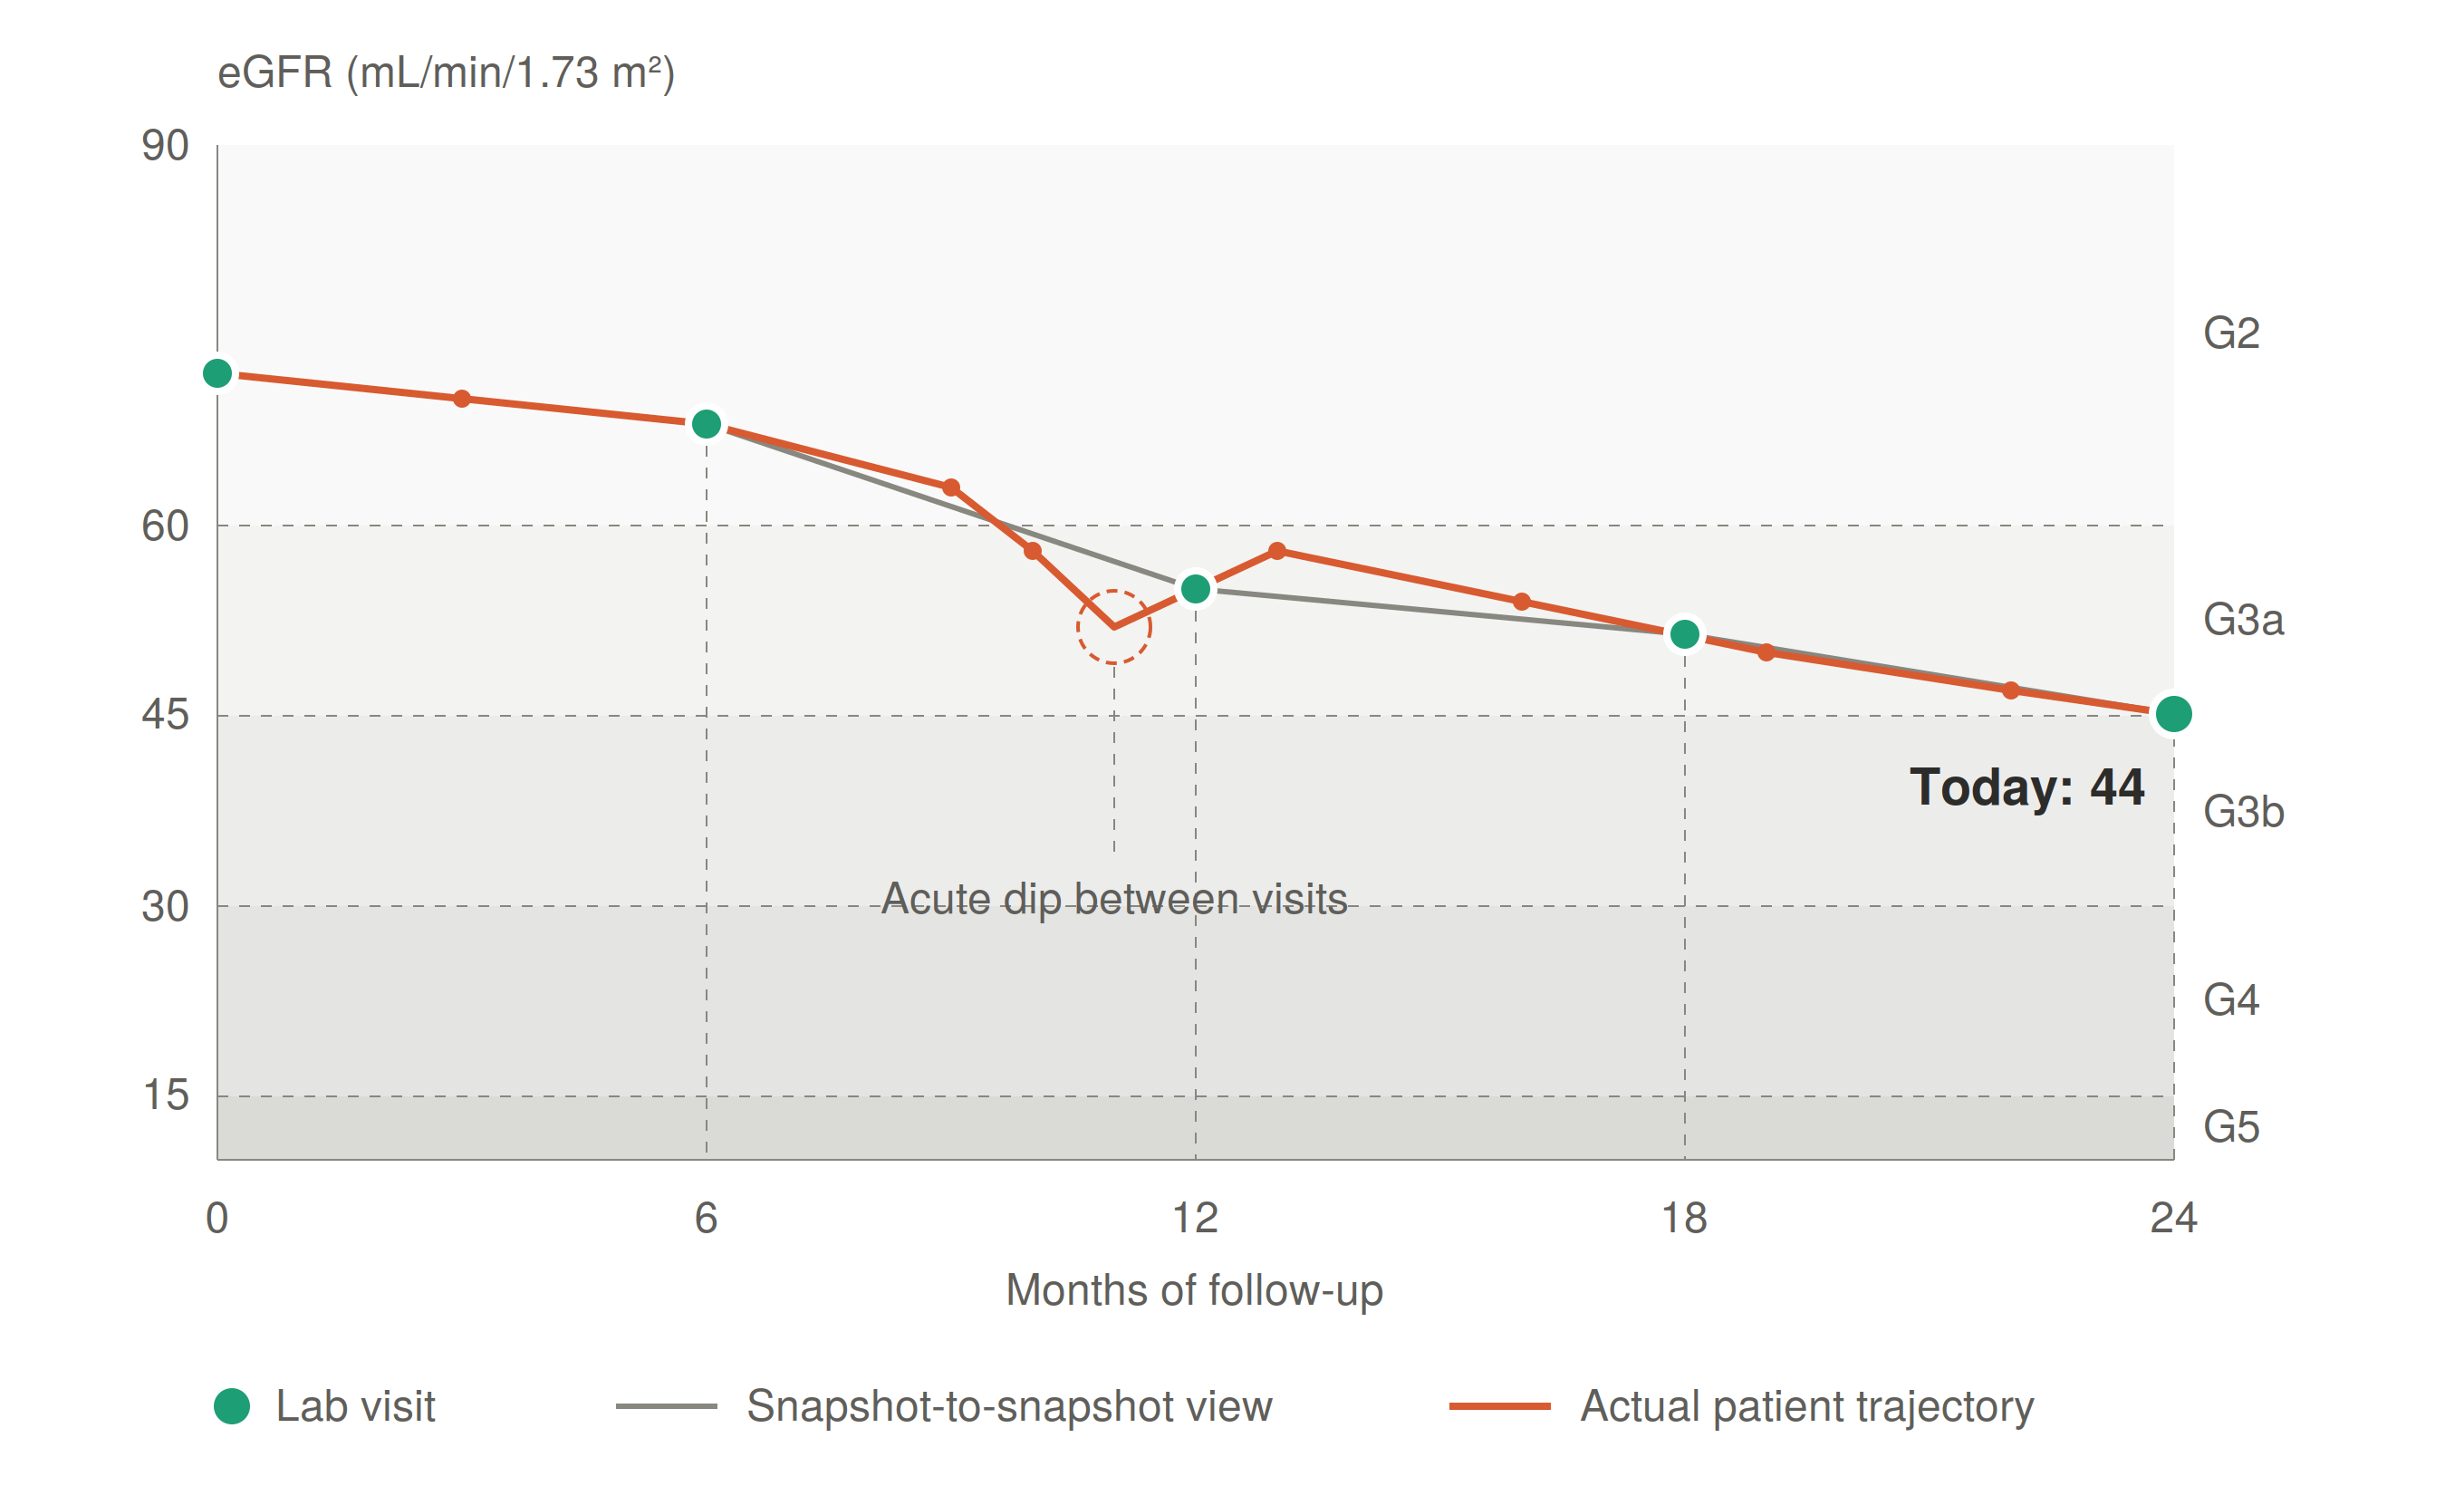 eGFR (mL/min/1.73 m²)
90
G2
60
G3a
45
Today: 44
G3b
Acute dip between visits
30
G4
15
G5
0 6 12 18 24
Months of follow-up
Lab visit Snapshot-to-snapshot view Actual patient trajectory